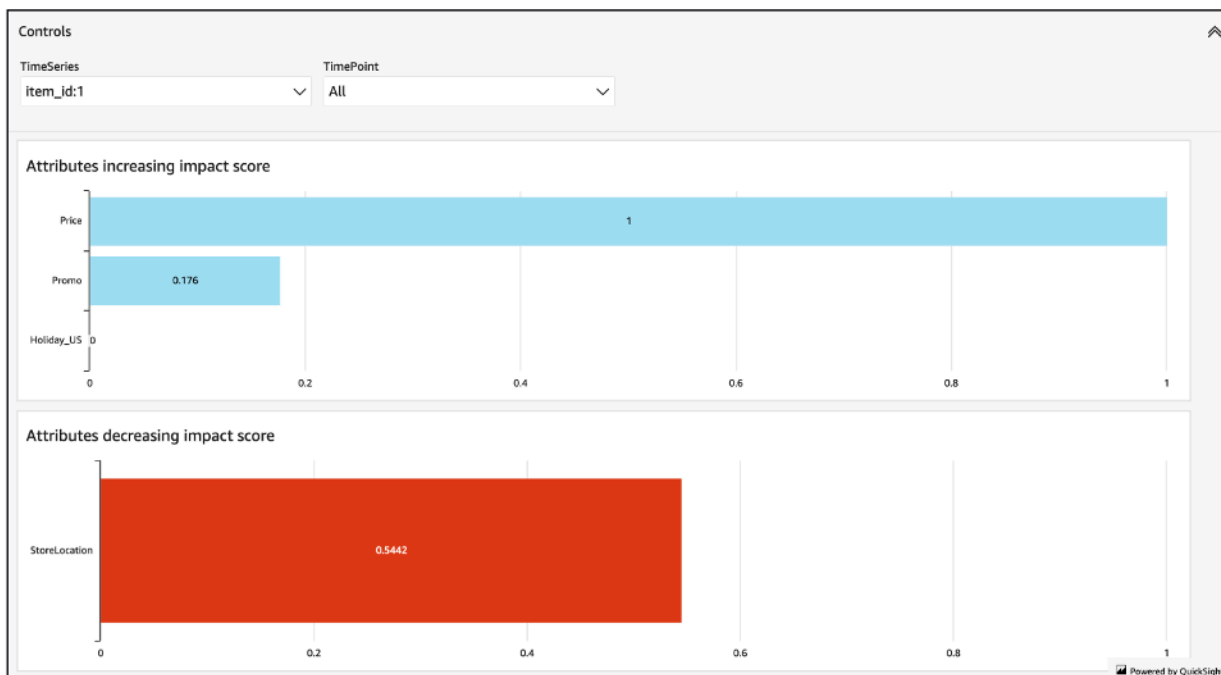 Controls
TimeSeries TimePoint
item_id:1 All
Attributes increasing impact score
Price 1
Promo 0.176
Holiday_US 0
0 0.2 0.4 0.6 0.8 1
Attributes decreasing impact score
StoreLocation 0.5442
0 0.2 0.4 0.6 0.8 1
Powered by QuickSigh